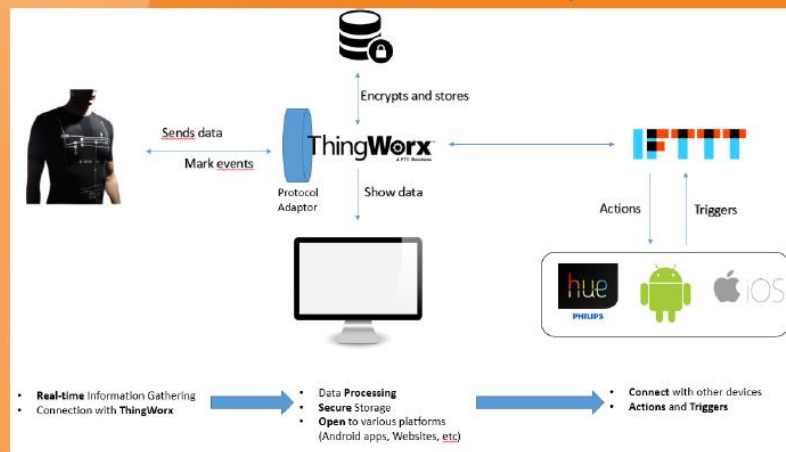 Encrypts and stores
Sends data
Mark events
ThingWorx
A PTC Business
Protocol
Adaptor
Show data
IFTTT
Actions
Triggers
hue
PHILIPS
iOS
• Real-time Information Gathering
• Connection with ThingWorx
• Data Processing
• Secure Storage
• Open to various platforms
(Android apps, Websites, etc)
• Connect with other devices
• Actions and Triggers